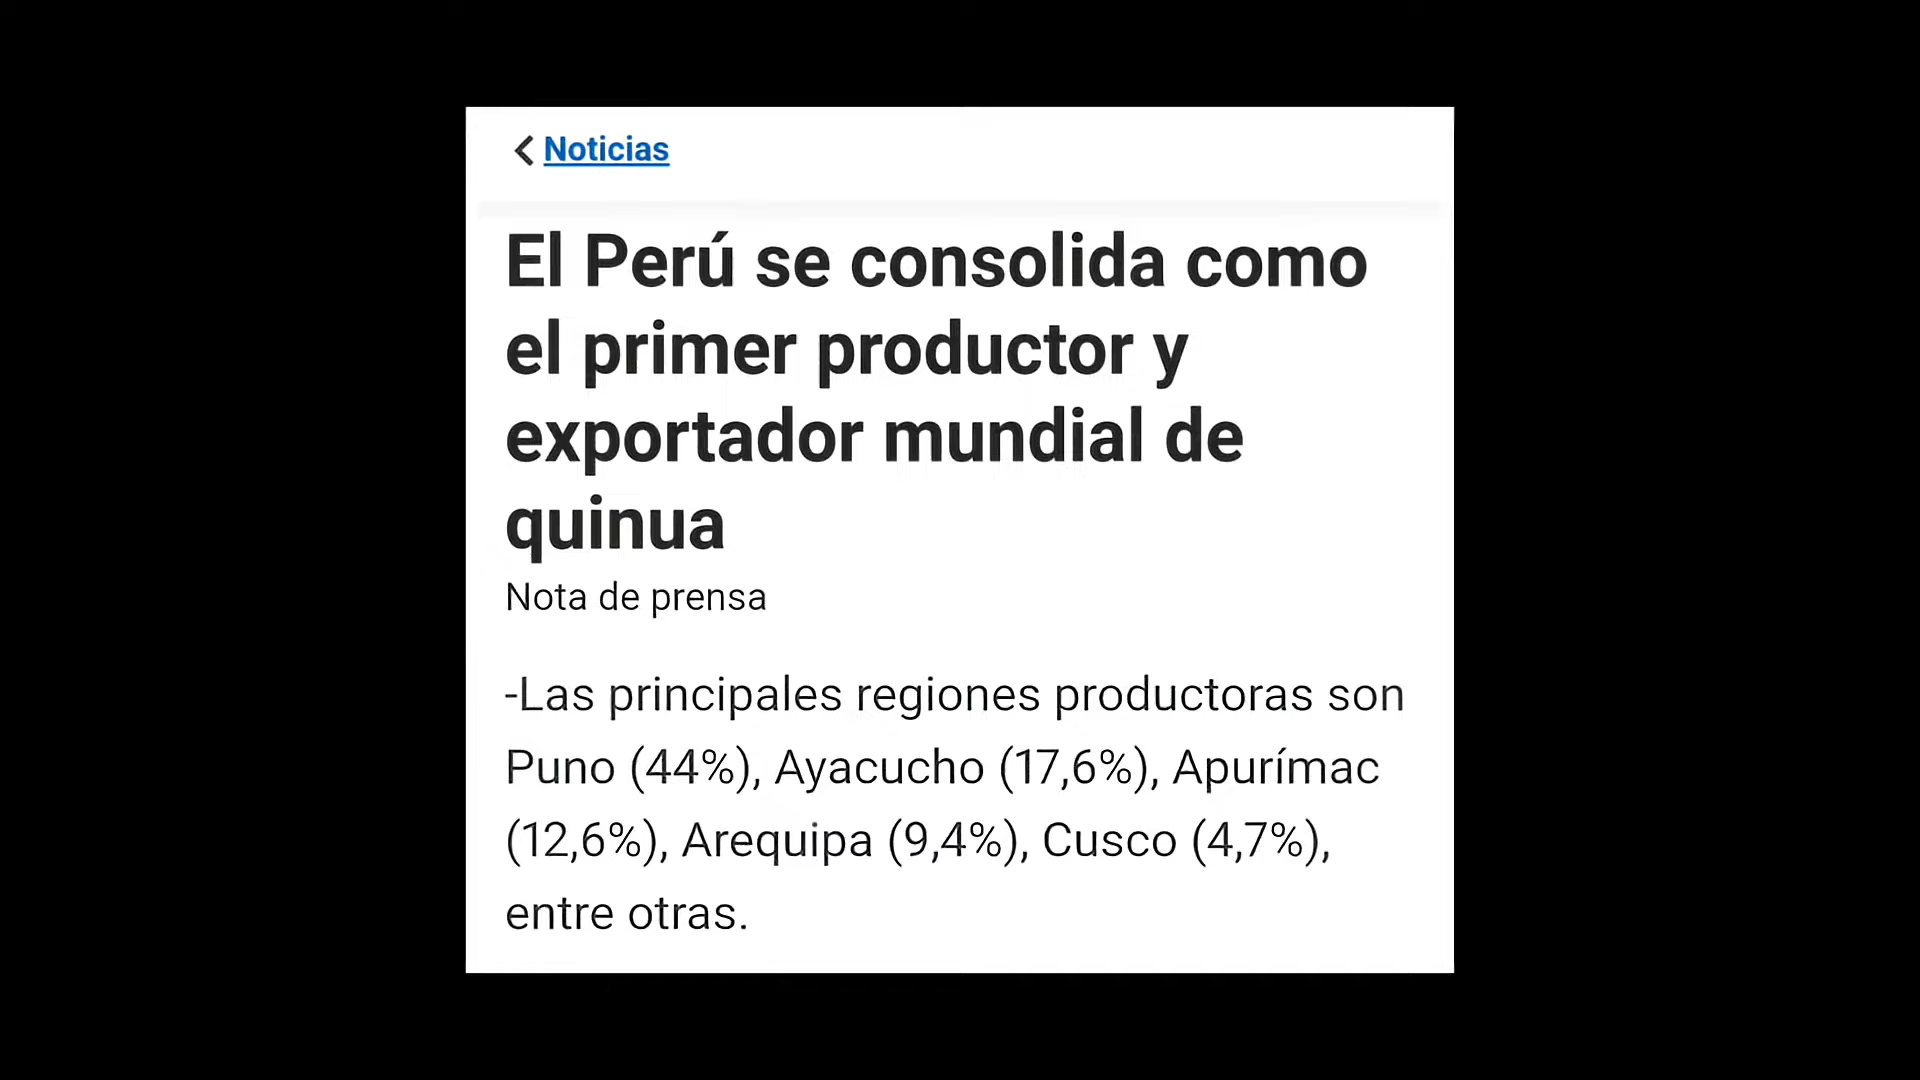 Noticias
El Perú se consolida como
el primer productor y
exportador mundial de
quinua
Nota de prensa
-Las principales regiones productoras son
Puno (44%), Ayacucho (17,6%), Apurímac
(12,6%), Arequipa (9,4%), Cusco (4,7%),
entre otras.